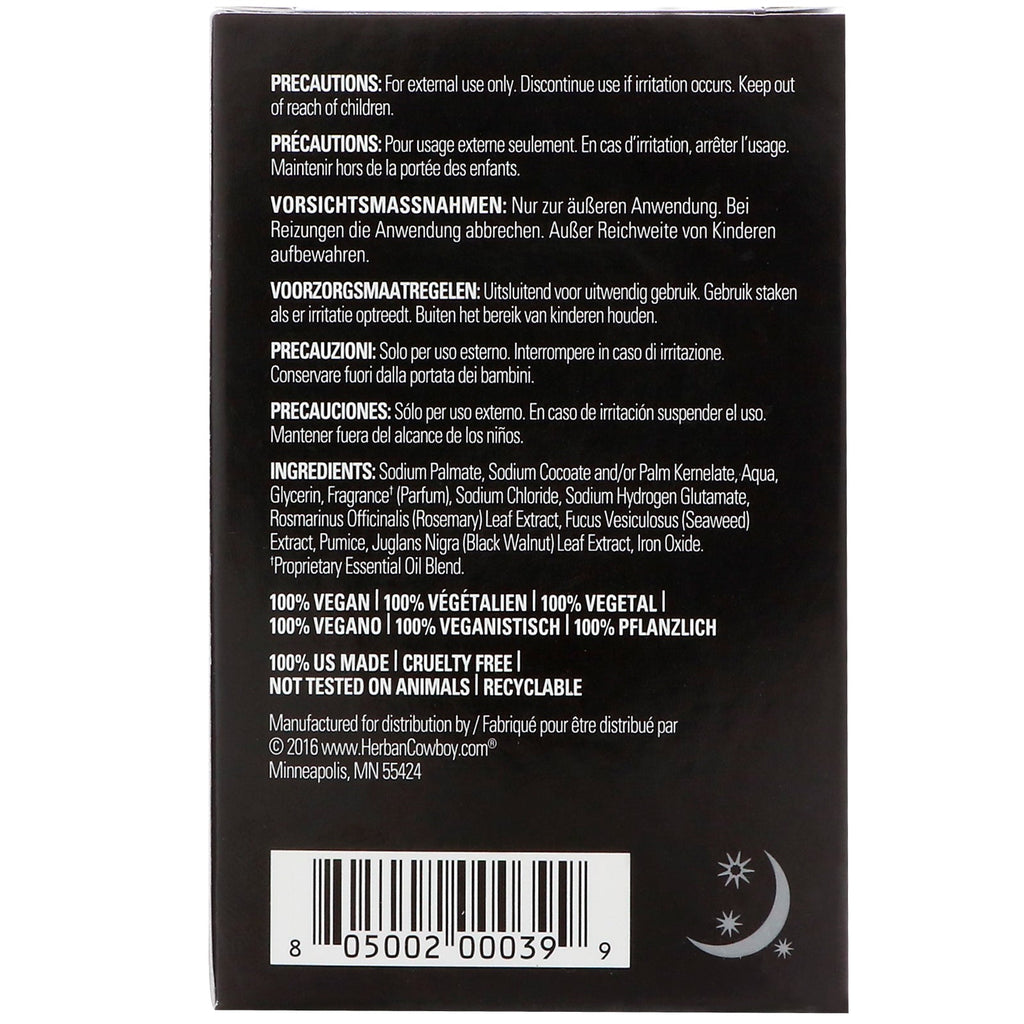 PRECAUTIONS: For external use only. Discontinue use if irritation occurs. Keep out
of reach of children.
PRÉCAUTIONS: Pour usage externe seulement. En cas d'irritation, arrêter l'usage.
Maintenir hors de la portée des enfants.
VORSICHTSMASSNAHMEN: Nur zur äußeren Anwendung. Bei
Reizungen die Anwendung abbrechen. Außer Reichweite von Kinderen
aufbewahren.
VOORZORGSMAATREGELEN: Uitsluitend voor uitwendig gebruik. Gebruik staken
als er irritatie optreedt. Buiten het bereik van kinderen houden.
PRECAUZIONI: Solo per uso esterno. Interrompere in caso di irritazione.
Conservare fuori dalla portata dei bambini.
PRECAUCIONES: Sólo per uso externo. En caso de irritación suspender el uso.
Mantener fuera del alcance de los niños.
INGREDIENTS: Sodium Palmate, Sodium Cocoate and/or Palm Kernelate, Aqua,
Glycerin, Fragrance† (Parfum), Sodium Chloride, Sodium Hydrogen Glutamate,
Rosmarinus Officinalis (Rosemary) Leaf Extract, Fucus Vesiculosus (Seaweed)
Extract, Pumice, Juglans Nigra (Black Walnut) Leaf Extract, Iron Oxide.
†Proprietary Essential Oil Blend.
100% VEGAN | 100% VÉGÉTALIEN | 100% VEGETAL |
100% VEGANO | 100% VEGANISTISCH | 100% PFLANZLICH
100% US MADE | CRUELTY FREE |
NOT TESTED ON ANIMALS | RECYCLABLE
Manufactured for distribution by / Fabriqué pour être distribué par
© 2016 www.HerbanCowboy.com®
Minneapolis, MN 55424
8 05002 00039 9